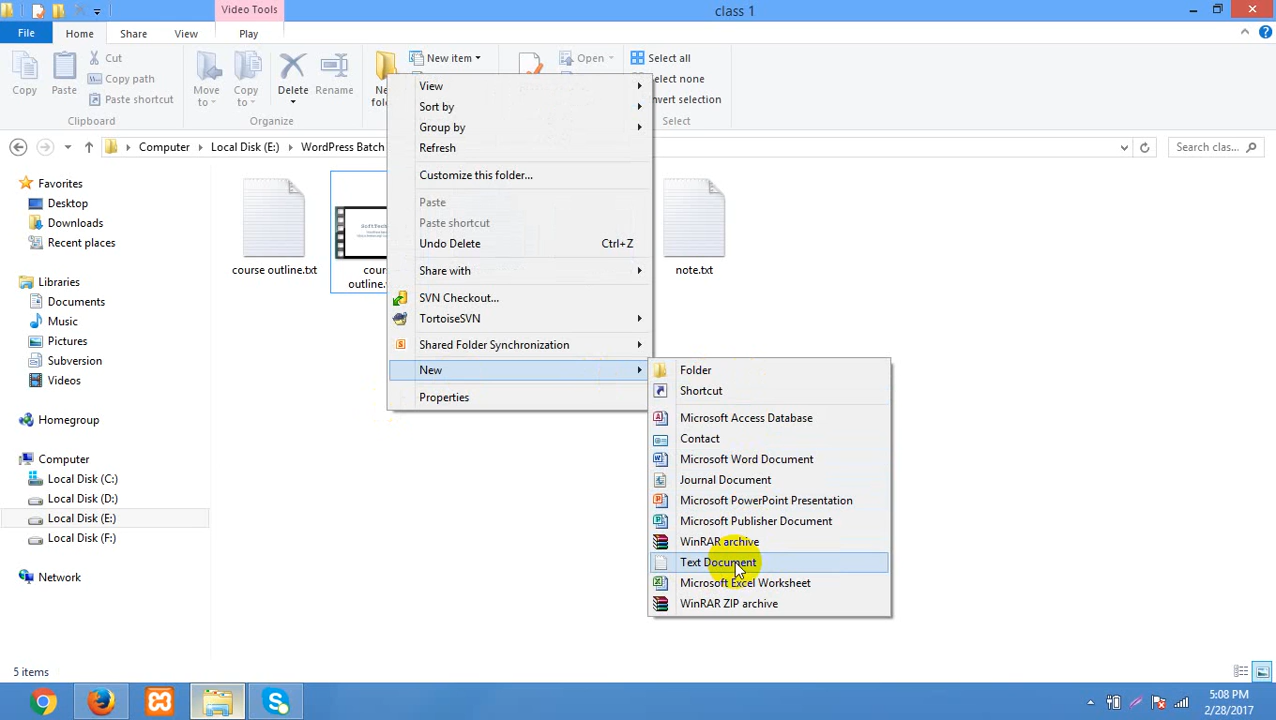 Video Tools
class 1
File
Home
Share
View
Play
Copy
Paste
Cut
Copy path
Paste shortcut
Clipboard
Move to
Copy to
Delete
Rename
Organize
New item
Open
Select all
Select
Computer
Local Disk (E:)
WordPress Batch
Search class...
Favorites
Desktop
Downloads
Recent places
Libraries
Documents
Music
Pictures
Subversion
Videos
Homegroup
Computer
Local Disk (C:)
Local Disk (D:)
Local Disk (E:)
Local Disk (F:)
Network
course outline.txt
note.txt
View
Sort by
Group by
Refresh
Customize this folder...
Paste
Paste shortcut
Undo Delete Ctrl+Z
Share with
SVN Checkout...
TortoiseSVN
Shared Folder Synchronization
New
Properties
Folder
Shortcut
Microsoft Access Database
Contact
Microsoft Word Document
Journal Document
Microsoft PowerPoint Presentation
Microsoft Publisher Document
WinRAR archive
Text Document
Microsoft Excel Worksheet
WinRAR ZIP archive
5 items
5:08 PM
2/28/2017